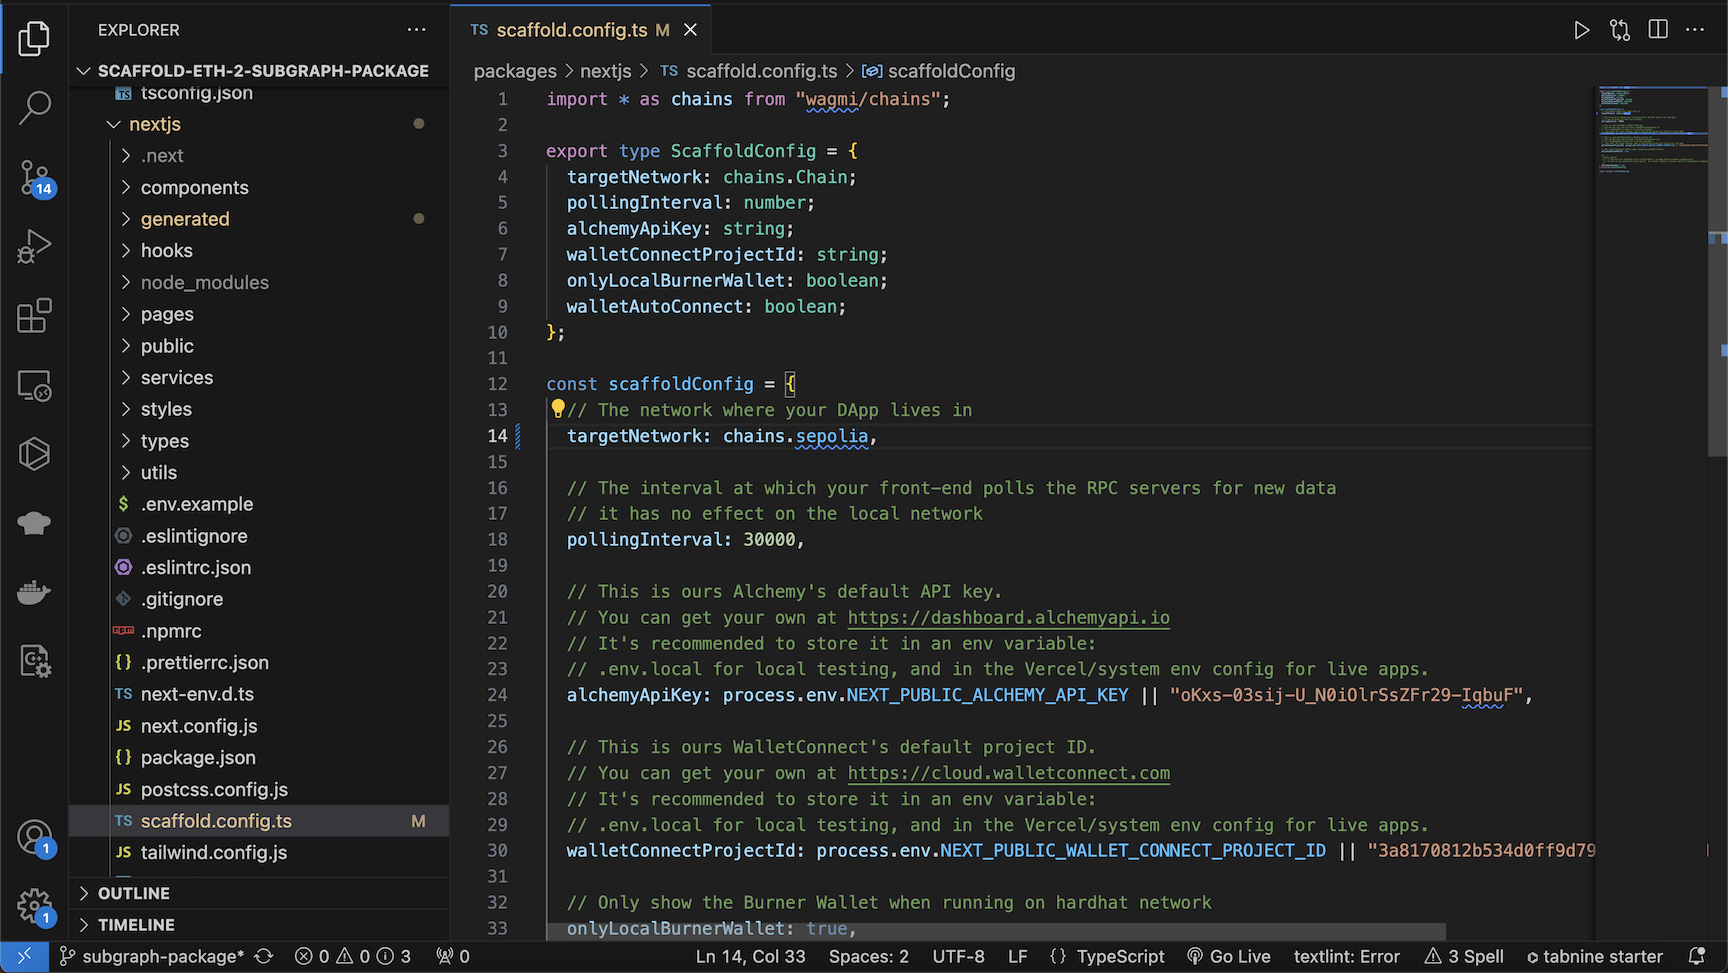 EXPLORER
SCAFFOLD-ETH-2-SUBGRAPH-PACKAGE
tsconfig.json
nextjs
.next
components
generated
hooks
node_modules
pages
public
services
styles
types
utils
$ .env.example
.eslintignore
.eslintrc.json
.gitignore
.npmrc
{} .prettierrc.json
TS next-env.d.ts
JS next.config.js
{} package.json
JS postcss.config.js
TS scaffold.config.ts M
JS tailwind.config.js
OUTLINE
TIMELINE
14
1
1
TS scaffold.config.ts M
packages > nextjs > TS scaffold.config.ts > scaffoldConfig
1 import * as chains from "wagmi/chains";
2
3 export type ScaffoldConfig = {
4 targetNetwork: chains.Chain;
5 pollingInterval: number;
6 alchemyApiKey: string;
7 walletConnectProjectId: string;
8 onlyLocalBurnerWallet: boolean;
9 walletAutoConnect: boolean;
10 };
11
12 const scaffoldConfig = {
13 // The network where your DApp lives in
14 targetNetwork: chains.sepolia,
15
16 // The interval at which your front-end polls the RPC servers for new data
17 // it has no effect on the local network
18 pollingInterval: 30000,
19
20 // This is ours Alchemy's default API key.
21 // You can get your own at https://dashboard.alchemyapi.io
22 // It's recommended to store it in an env variable:
23 // .env.local for local testing, and in the Vercel/system env config for live apps.
24 alchemyApiKey: process.env.NEXT_PUBLIC_ALCHEMY_API_KEY || "oKxs-03sij-U_N0iOlrSsZFr29-IqbuF",
25
26 // This is ours WalletConnect's default project ID.
27 // You can get your own at https://cloud.walletconnect.com
28 // It's recommended to store it in an env variable:
29 // .env.local for local testing, and in the Vercel/system env config for live apps.
30 walletConnectProjectId: process.env.NEXT_PUBLIC_WALLET_CONNECT_PROJECT_ID || "3a8170812b534d0ff9d79
31
32 // Only show the Burner Wallet when running on hardhat network
33 onlyLocalBurnerWallet: true,
subgraph-package* 0 0 3 0 Ln 14, Col 33 Spaces: 2 UTF-8 LF {} TypeScript Go Live textlint: Error 3 Spell tabnine starter